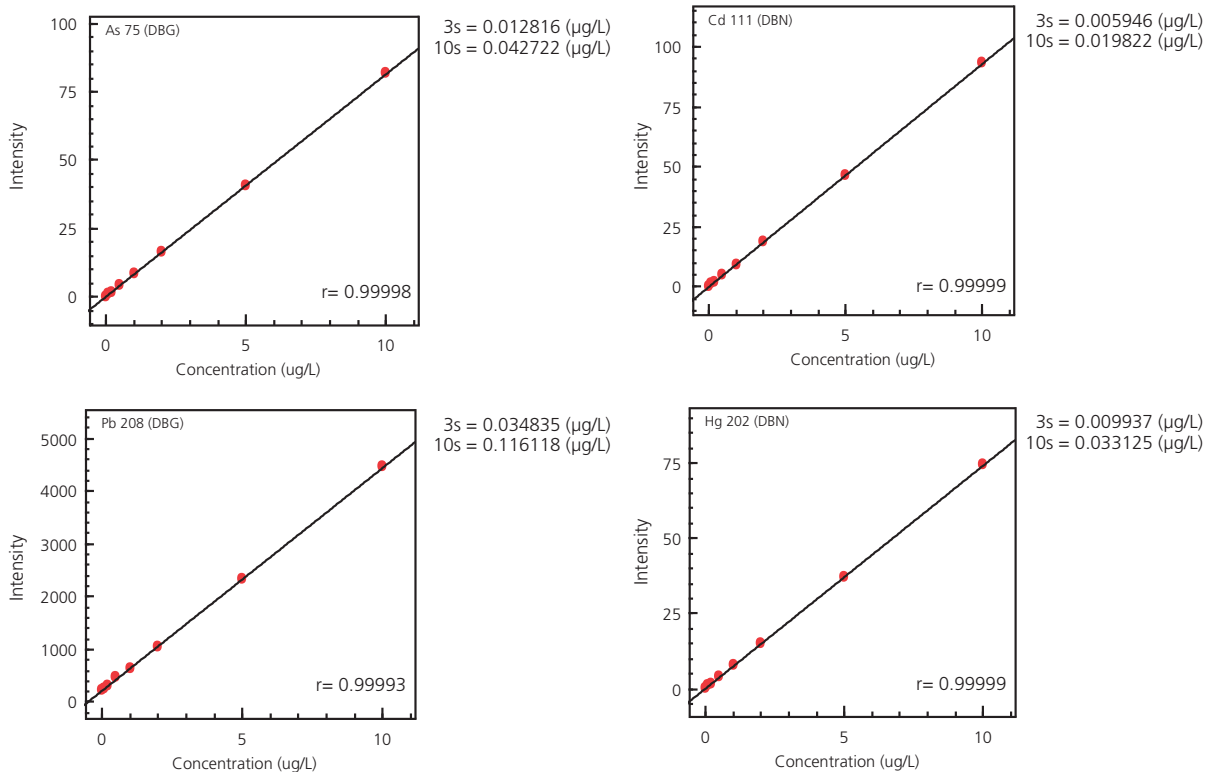 As 75 (DBG)
3s = 0.012816 (µg/L)
10s = 0.042722 (µg/L)
100
75
50
25
0
Intensity
r= 0.99998
0 5 10
Concentration (ug/L)
Cd 111 (DBN)
3s = 0.005946 (µg/L)
10s = 0.019822 (µg/L)
100
75
50
25
0
Intensity
r= 0.99999
0 5 10
Concentration (ug/L)
Pb 208 (DBG)
3s = 0.034835 (µg/L)
10s = 0.116118 (µg/L)
5000
4000
3000
2000
1000
0
Intensity
r= 0.99993
0 5 10
Concentration (ug/L)
Hg 202 (DBN)
3s = 0.009937 (µg/L)
10s = 0.033125 (µg/L)
75
50
25
0
Intensity
r= 0.99999
0 5 10
Concentration (ug/L)